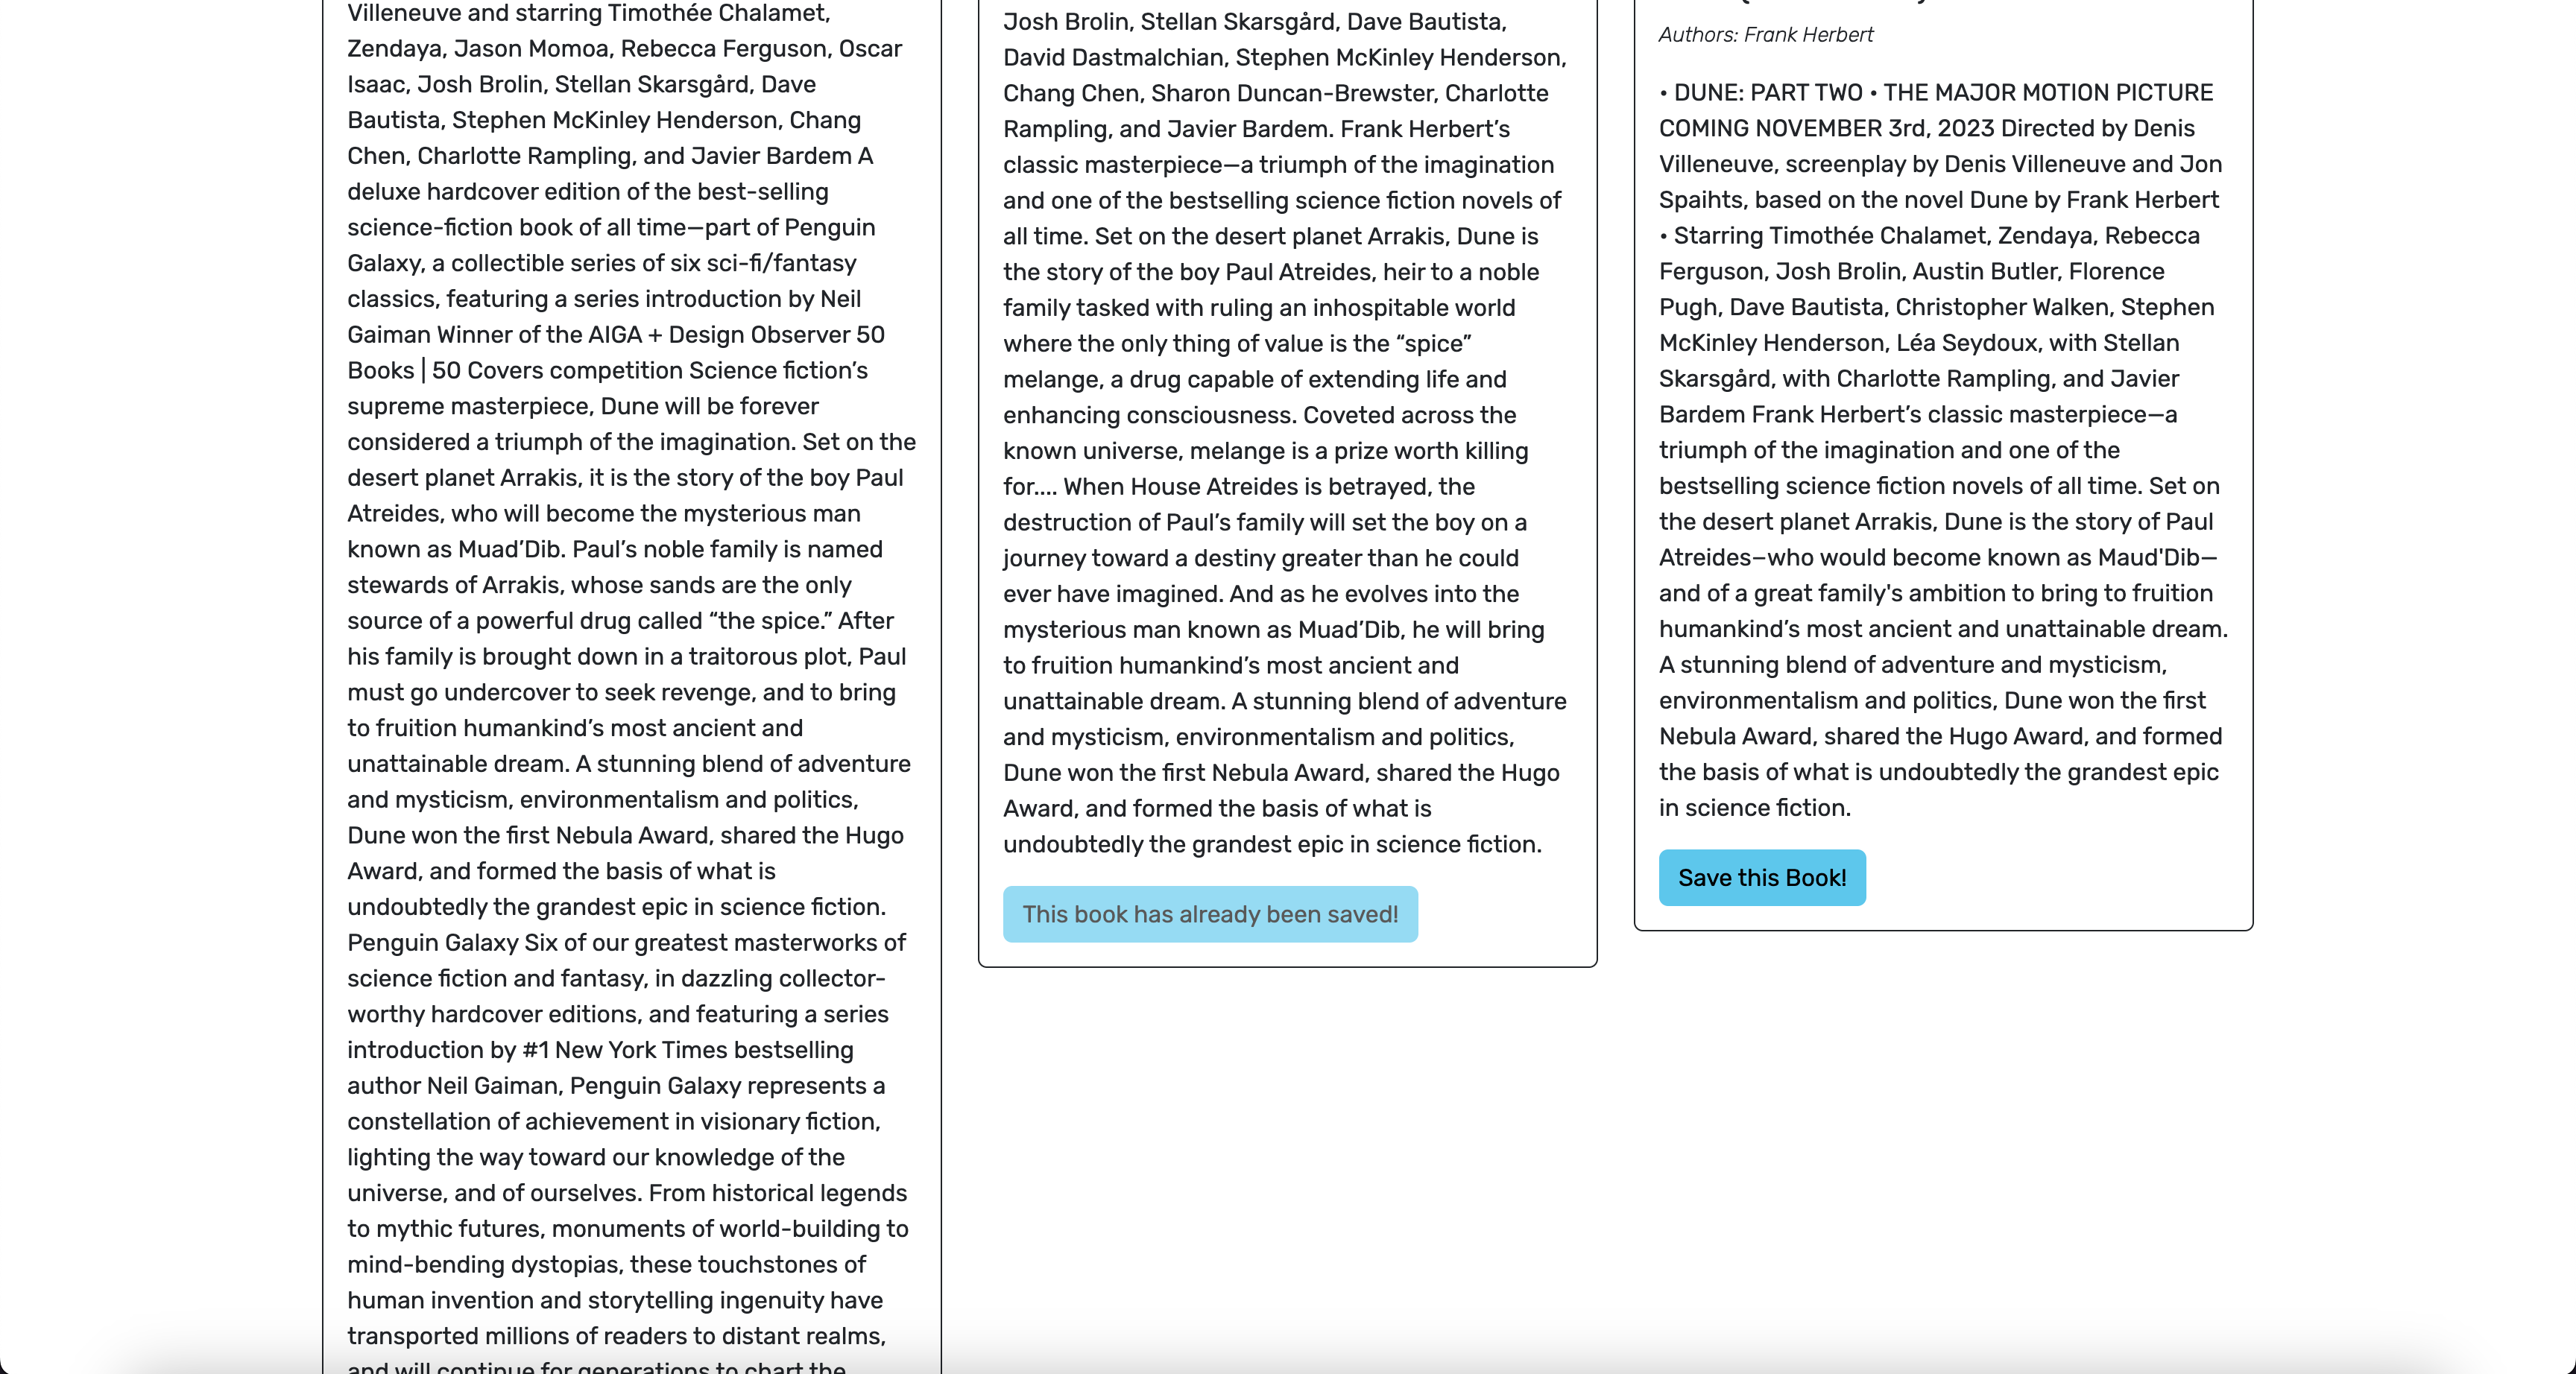 Villeneuve and starring Timothée Chalamet,
Zendaya, Jason Momoa, Rebecca Ferguson, Oscar
Isaac, Josh Brolin, Stellan Skarsgård, Dave
Bautista, Stephen McKinley Henderson, Chang
Chen, Charlotte Rampling, and Javier Bardem A
deluxe hardcover edition of the best-selling
science-fiction book of all time—part of Penguin
Galaxy, a collectible series of six sci-fi/fantasy
classics, featuring a series introduction by Neil
Gaiman Winner of the AIGA + Design Observer 50
Books | 50 Covers competition Science fiction’s
supreme masterpiece, Dune will be forever
considered a triumph of the imagination. Set on the
desert planet Arrakis, it is the story of the boy Paul
Atreides, who will become the mysterious man
known as Muad’Dib. Paul’s noble family is named
stewards of Arrakis, whose sands are the only
source of a powerful drug called “the spice.” After
his family is brought down in a traitorous plot, Paul
must go undercover to seek revenge, and to bring
to fruition humankind’s most ancient and
unattainable dream. A stunning blend of adventure
and mysticism, environmentalism and politics,
Dune won the first Nebula Award, shared the Hugo
Award, and formed the basis of what is
undoubtedly the grandest epic in science fiction.
Penguin Galaxy Six of our greatest masterworks of
science fiction and fantasy, in dazzling collector-
worthy hardcover editions, and featuring a series
introduction by #1 New York Times bestselling
author Neil Gaiman, Penguin Galaxy represents a
constellation of achievement in visionary fiction,
lighting the way toward our knowledge of the
universe, and of ourselves. From historical legends
to mythic futures, monuments of world-building to
mind-bending dystopias, these touchstones of
human invention and storytelling ingenuity have
transported millions of readers to distant realms,
and will continue for generations to chart the
Josh Brolin, Stellan Skarsgård, Dave Bautista,
David Dastmalchian, Stephen McKinley Henderson,
Chang Chen, Sharon Duncan-Brewster, Charlotte
Rampling, and Javier Bardem. Frank Herbert’s
classic masterpiece—a triumph of the imagination
and one of the bestselling science fiction novels of
all time. Set on the desert planet Arrakis, Dune is
the story of the boy Paul Atreides, heir to a noble
family tasked with ruling an inhospitable world
where the only thing of value is the “spice”
melange, a drug capable of extending life and
enhancing consciousness. Coveted across the
known universe, melange is a prize worth killing
for.... When House Atreides is betrayed, the
destruction of Paul’s family will set the boy on a
journey toward a destiny greater than he could
ever have imagined. And as he evolves into the
mysterious man known as Muad’Dib, he will bring
to fruition humankind’s most ancient and
unattainable dream. A stunning blend of adventure
and mysticism, environmentalism and politics,
Dune won the first Nebula Award, shared the Hugo
Award, and formed the basis of what is
undoubtedly the grandest epic in science fiction.
This book has already been saved!
Authors: Frank Herbert
• DUNE: PART TWO • THE MAJOR MOTION PICTURE
COMING NOVEMBER 3rd, 2023 Directed by Denis
Villeneuve, screenplay by Denis Villeneuve and Jon
Spaihts, based on the novel Dune by Frank Herbert
• Starring Timothée Chalamet, Zendaya, Rebecca
Ferguson, Josh Brolin, Austin Butler, Florence
Pugh, Dave Bautista, Christopher Walken, Stephen
McKinley Henderson, Léa Seydoux, with Stellan
Skarsgård, with Charlotte Rampling, and Javier
Bardem Frank Herbert’s classic masterpiece—a
triumph of the imagination and one of the
bestselling science fiction novels of all time. Set on
the desert planet Arrakis, Dune is the story of Paul
Atreides−who would become known as Maud'Dib—
and of a great family's ambition to bring to fruition
humankind’s most ancient and unattainable dream.
A stunning blend of adventure and mysticism,
environmentalism and politics, Dune won the first
Nebula Award, shared the Hugo Award, and formed
the basis of what is undoubtedly the grandest epic
in science fiction.
Save this Book!